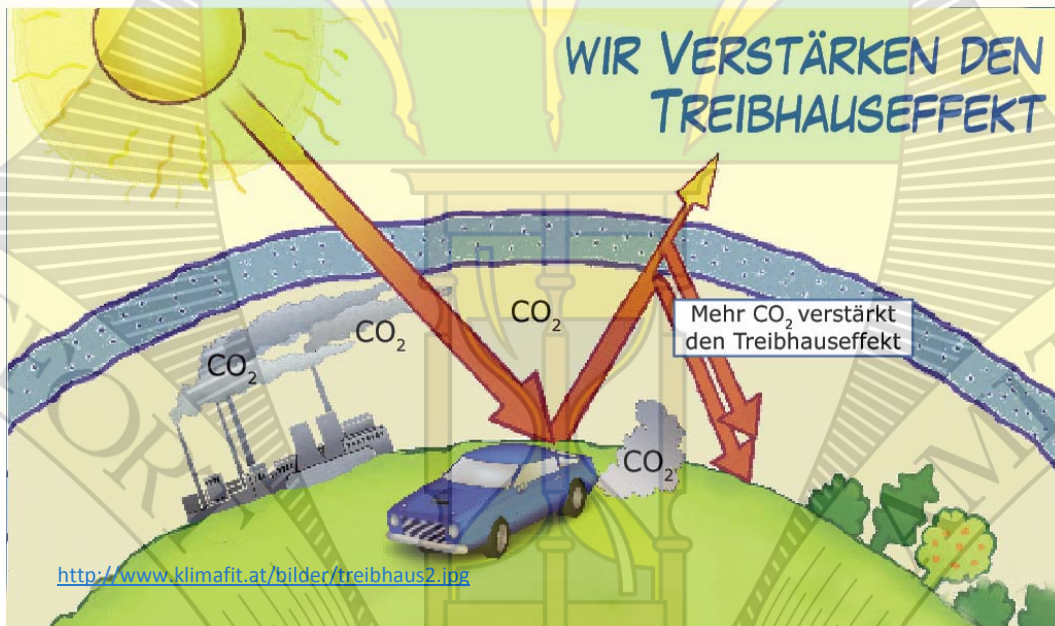 WIR VERSTÄRKEN DEN
TREIBHAUSEFFEKT
CO₂
CO₂
CO₂
Mehr CO₂ verstärkt
den Treibhauseffekt
CO₂
http://www.klimafit.at/bilder/treibhaus2.jpg